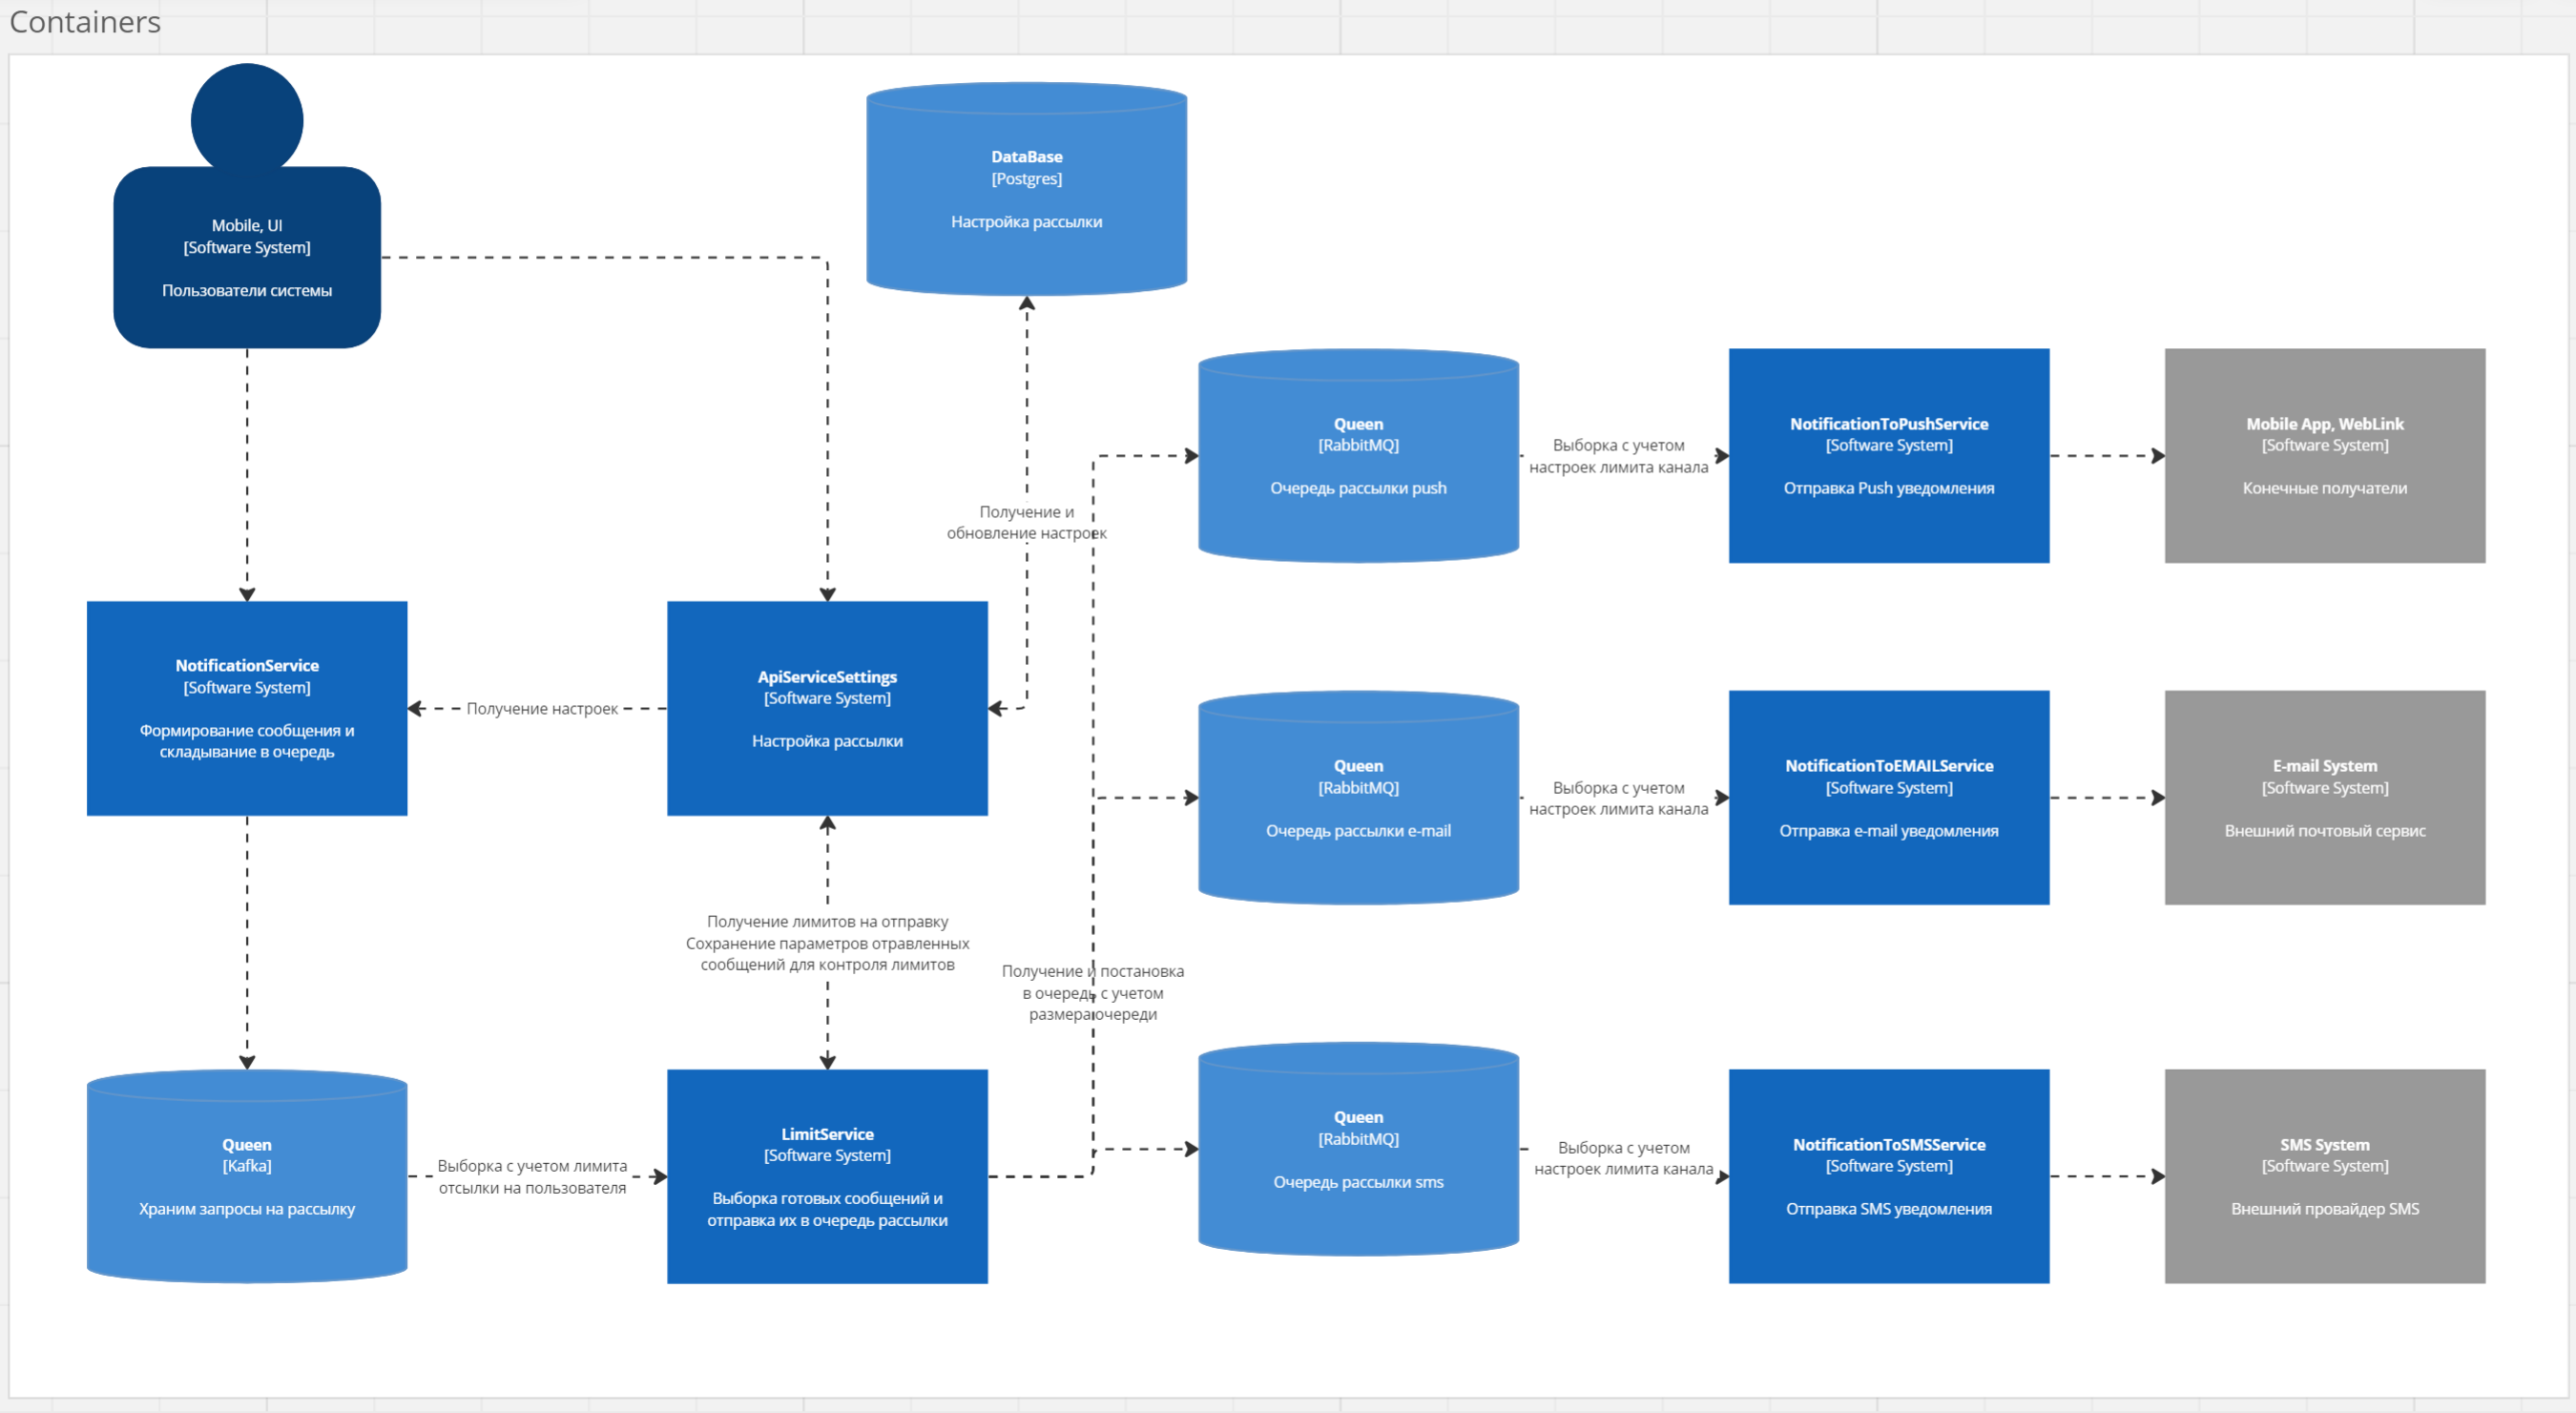 Containers
Mobile, UI
[Software System]
Пользователи системы
DataBase
[Postgres]
Настройка рассылки
Queen
[RabbitMQ]
Очередь рассылки push
Выборка с учетом
настроек лимита канала
NotificationToPushService
[Software System]
Отправка Push уведомления
Mobile App, WebLink
[Software System]
Конечные получатели
Получение и
обновление настроек
NotificationService
[Software System]
Формирование сообщения и
складывание в очередь
Получение настроек
ApiServiceSettings
[Software System]
Настройка рассылки
Queen
[RabbitMQ]
Очередь рассылки e-mail
Выборка с учетом
настроек лимита канала
NotificationToEMAILService
[Software System]
Отправка e-mail уведомления
E-mail System
[Software System]
Внешний почтовый сервис
Получение лимитов на отправку
Сохранение параметров отравленных
сообщений для контроля лимитов
Получение и постановка
в очередь с учетом
размера очереди
Queen
[Kafka]
Храним запросы на рассылку
Выборка с учетом лимита
отсылки на пользователя
LimitService
[Software System]
Выборка готовых сообщений и
отправка их в очередь рассылки
Queen
[RabbitMQ]
Очередь рассылки sms
Выборка с учетом
настроек лимита канала
NotificationToSMSService
[Software System]
Отправка SMS уведомления
SMS System
[Software System]
Внешний провайдер SMS